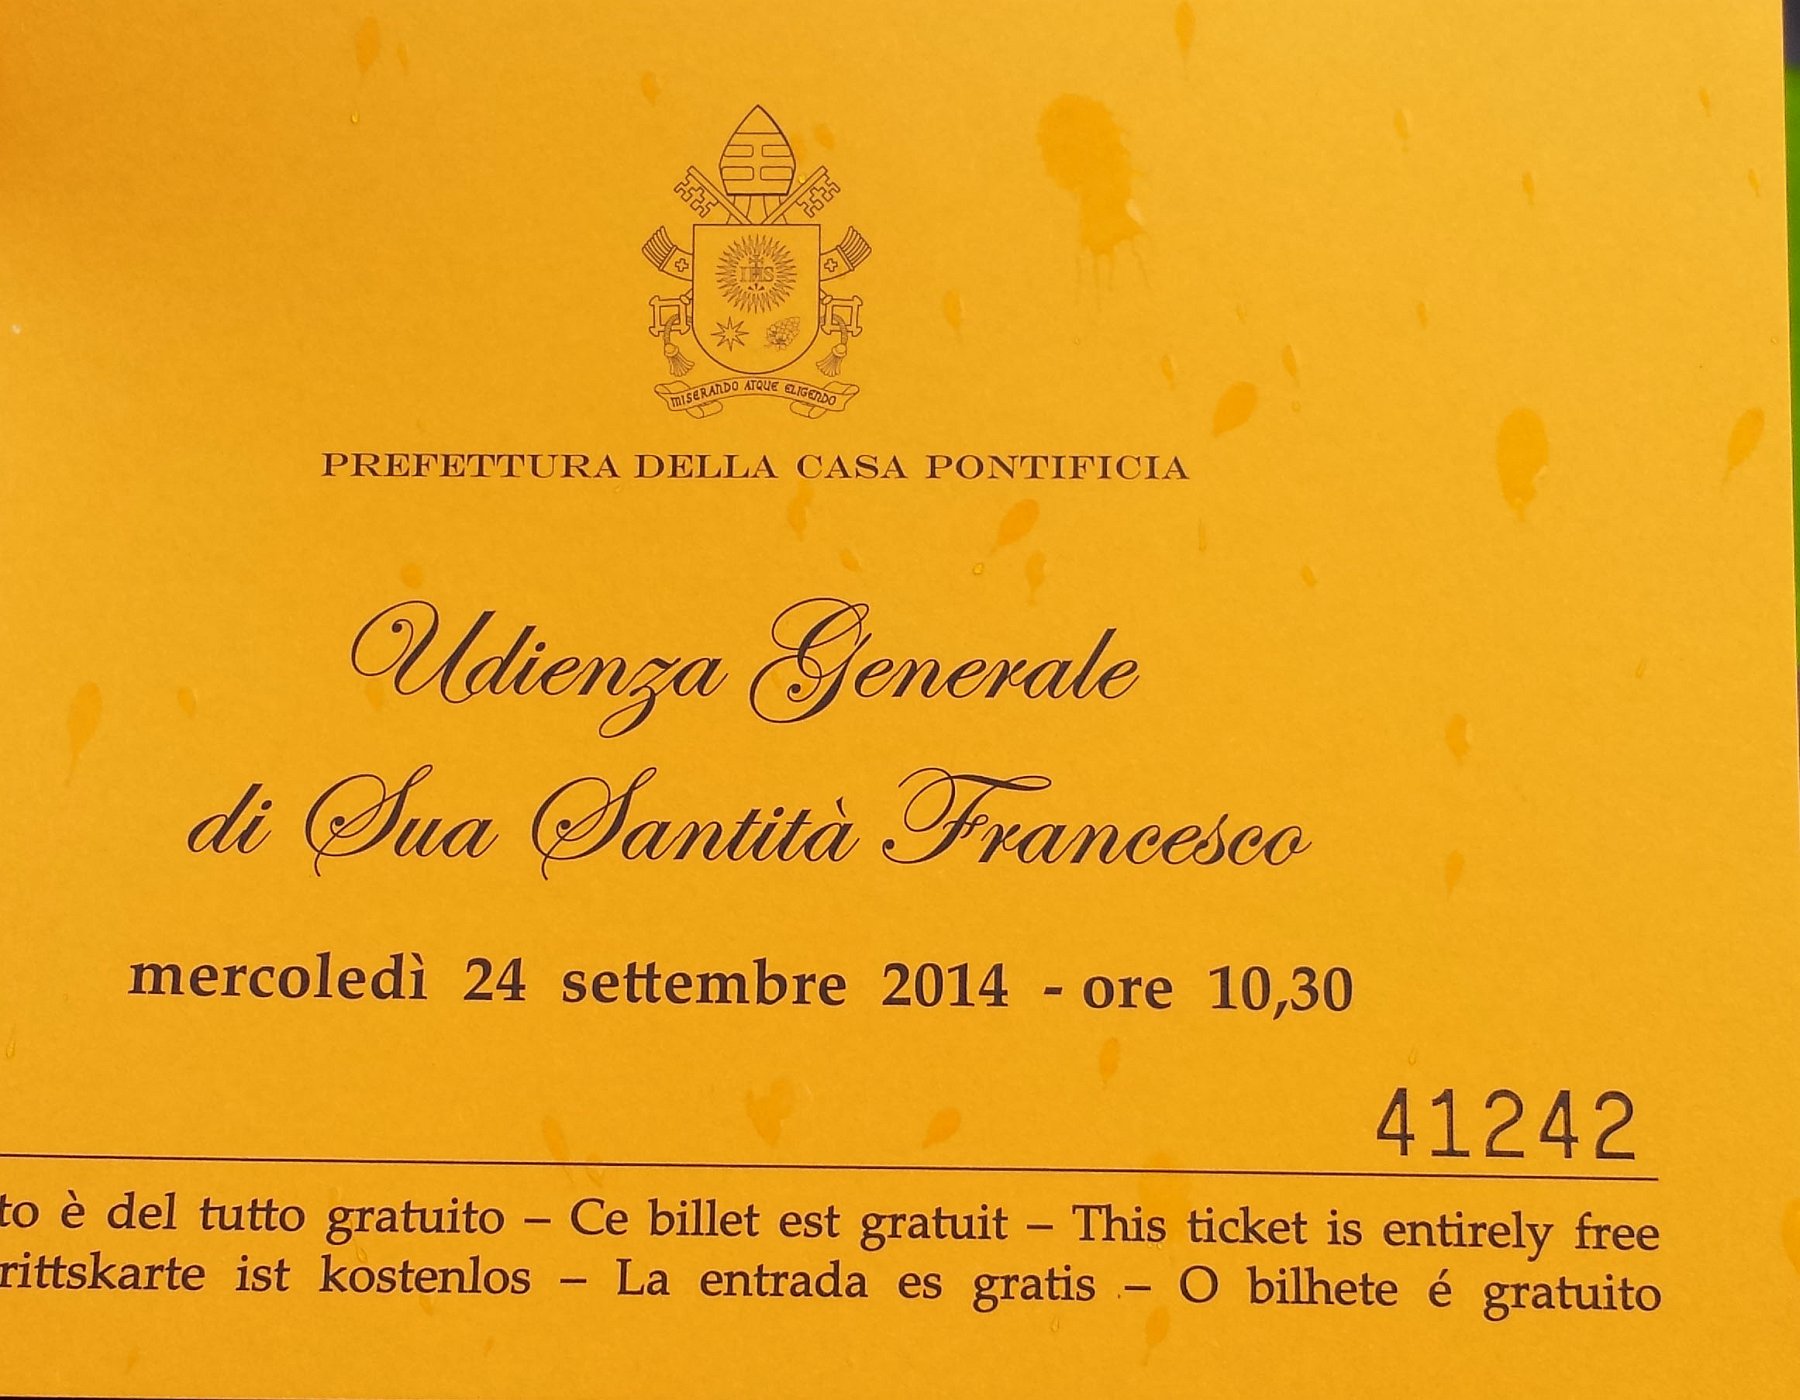 IHS
MISERANDO ATQUE ELIGENDO
PREFETTURA DELLA CASA PONTIFICIA
Udienza Generale
di Sua Santità Francesco
mercoledì 24 settembre 2014 - ore 10,30
41242
to è del tutto gratuito – Ce billet est gratuit – This ticket is entirely free
rittskarte ist kostenlos – La entrada es gratis – O bilhete é gratuito